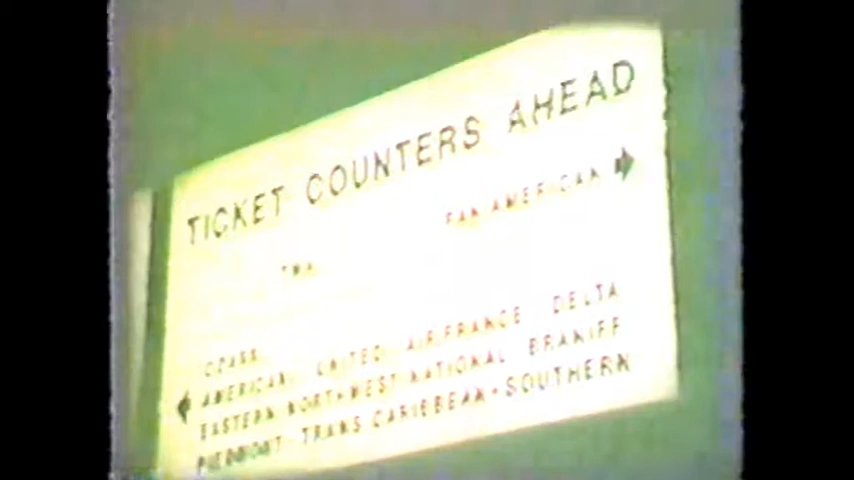 TICKET COUNTERS AHEAD
PAN AMERICAN
TWA
OZARK
AMERICAN UNITED AIR FRANCE DELTA
EASTERN NORTHWEST NATIONAL BRANIFF
PIEDMONT TRANS CARIBBEAN SOUTHERN